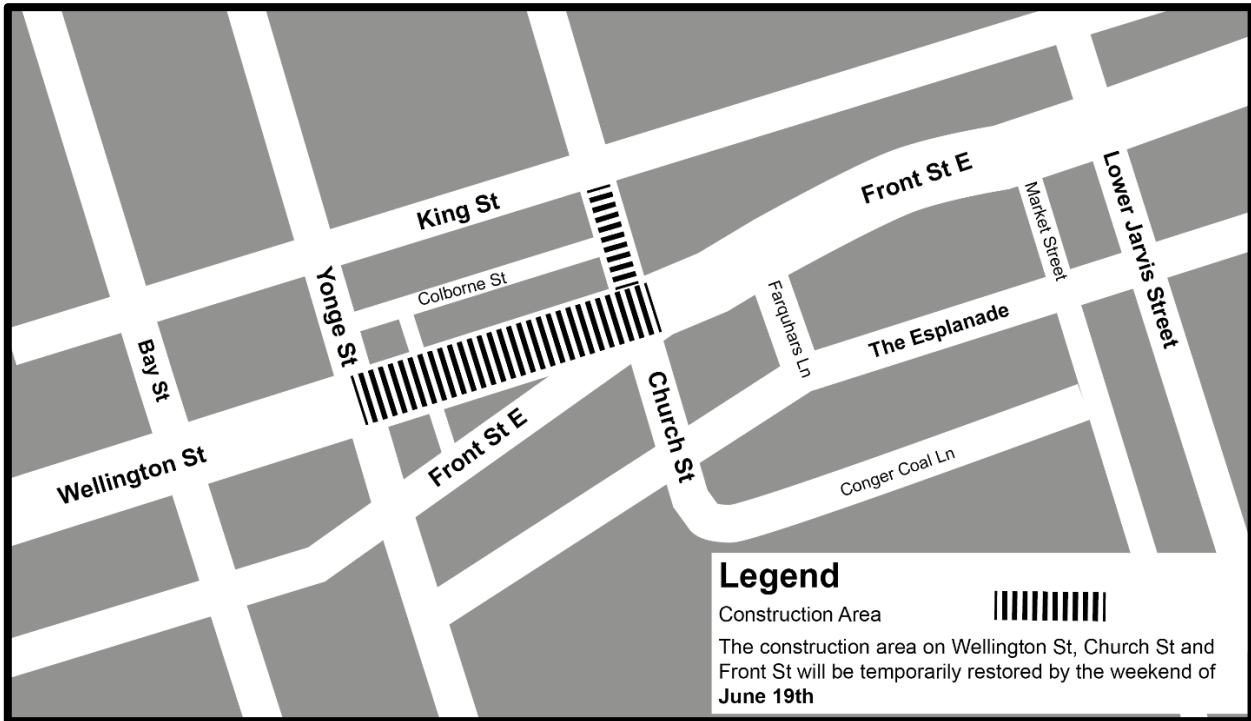 King St
Front St E
Market Street
Lower Jarvis Street
Colborne St
Yonge St
Farquhars Ln
The Esplanade
Bay St
Church St
Front St E
Wellington St
Conger Coal Ln
Legend
Construction Area
The construction area on Wellington St, Church St and
Front St will be temporarily restored by the weekend of
June 19th